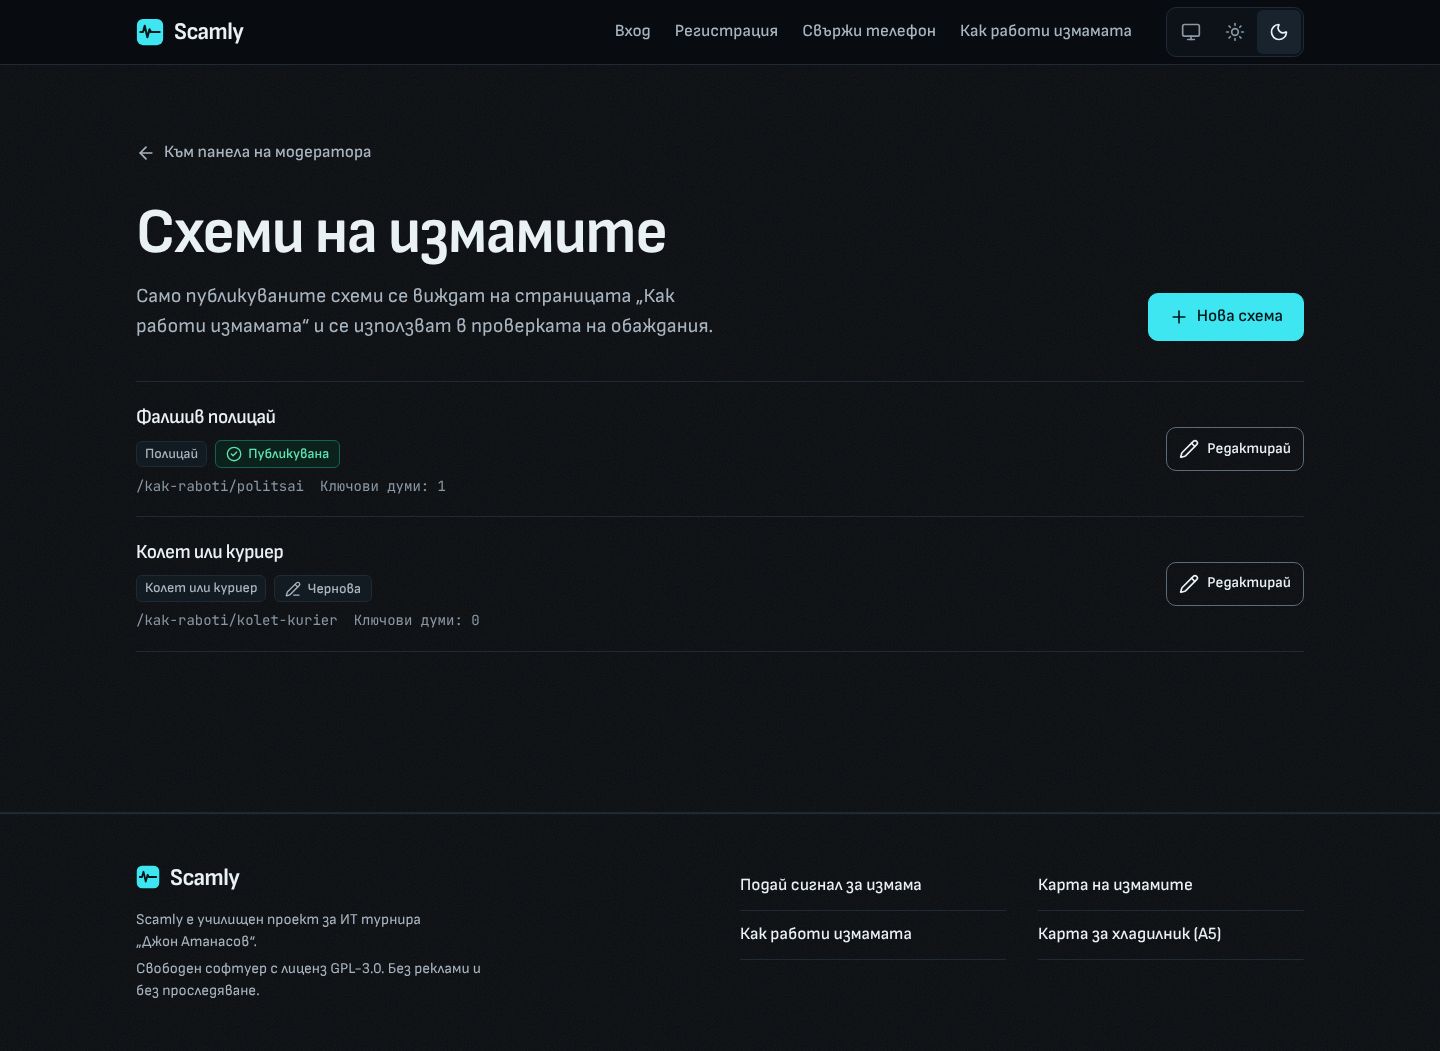 Scamly
Вход Регистрация Свържи телефон Как работи измамата
Към панела на модератора
Схеми на измамите
Само публикуваните схеми се виждат на страницата „Как
работи измамата“ и се използват в проверката на обаждания.
Нова схема
Фалшив полицай
Полицай Публикувана
/kak-raboti/politsai Ключови думи: 1
Редактирай
Колет или куриер
Колет или куриер Чернова
/kak-raboti/kolet-kurier Ключови думи: 0
Редактирай
Scamly
Scamly е училищен проект за ИТ турнира
„Джон Атанасов“.
Свободен софтуер с лиценз GPL-3.0. Без реклами и
без проследяване.
Подай сигнал за измама
Карта на измамите
Как работи измамата
Карта за хладилник (A5)